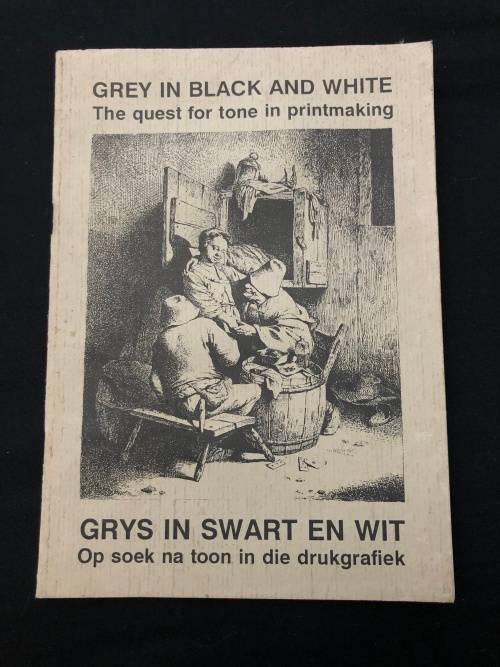 GREY IN BLACK AND WHITE
The quest for tone in printmaking
GRYS IN SWART EN WIT
Op soek na toon in die drukgrafiek